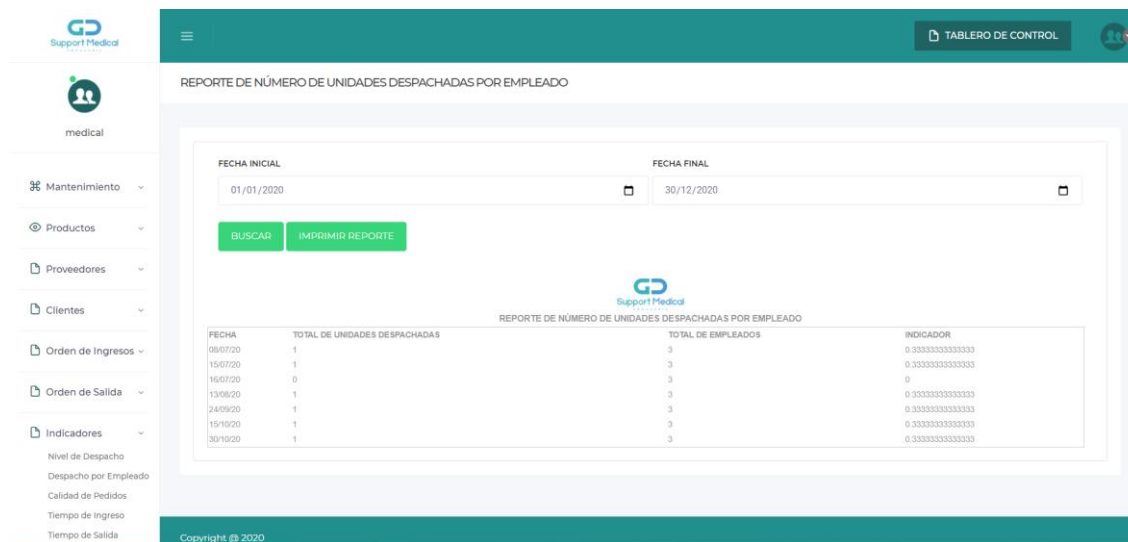 Support Medical
TABLERO DE CONTROL
REPORTE DE NÚMERO DE UNIDADES DESPACHADAS POR EMPLEADO
medical
Mantenimiento
Productos
Proveedores
Clientes
Orden de Ingresos
Orden de Salida
Indicadores
Nivel de Despacho
Despacho por Empleado
Calidad de Pedidos
Tiempo de Ingreso
Tiempo de Salida
FECHA INICIAL FECHA FINAL
01/01/2020 30/12/2020
BUSCAR IMPRIMIR REPORTE
Support Medical
REPORTE DE NÚMERO DE UNIDADES DESPACHADAS POR EMPLEADO
FECHA TOTAL DE UNIDADES DESPACHADAS TOTAL DE EMPLEADOS INDICADOR
08/07/20 1 3 0.33333333333333
15/07/20 1 3 0.33333333333333
16/07/20 0 3 0
13/08/20 1 3 0.33333333333333
24/09/20 1 3 0.33333333333333
15/10/20 1 3 0.33333333333333
30/10/20 1 3 0.33333333333333
Copyright @ 2020